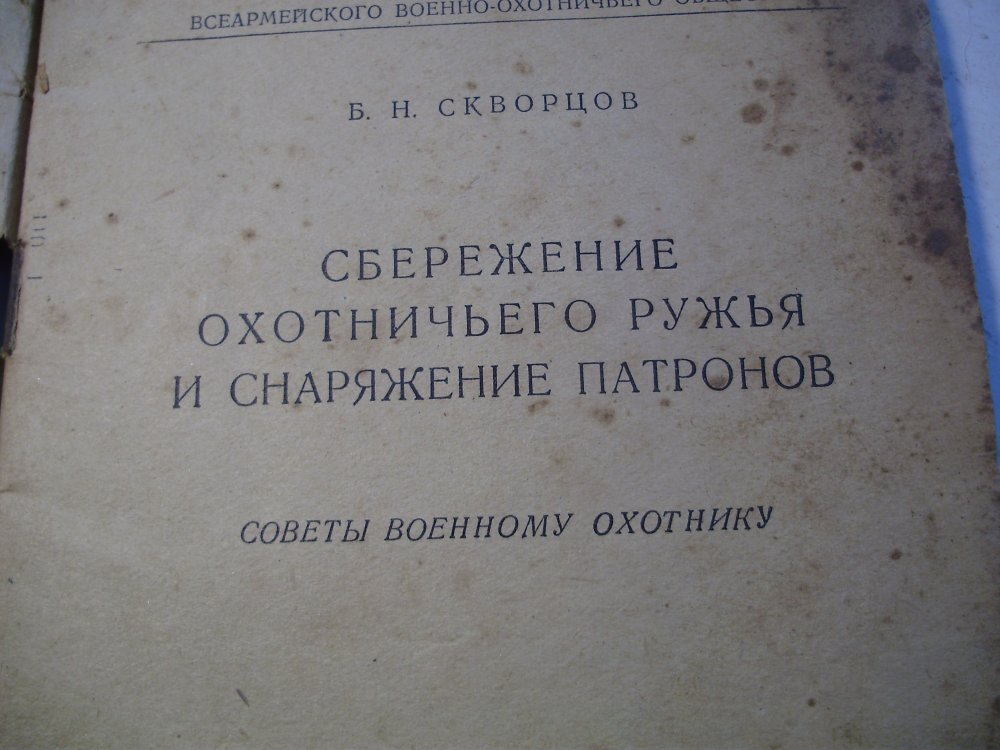 ВСЕАРМЕЙСКОГО ВОЕННО-ОХОТНИЧЬЕГО
Б. Н. СКВОРЦОВ
СБЕРЕЖЕНИЕ
ОХОТНИЧЬЕГО РУЖЬЯ
И СНАРЯЖЕНИЕ ПАТРОНОВ
СОВЕТЫ ВОЕННОМУ ОХОТНИКУ